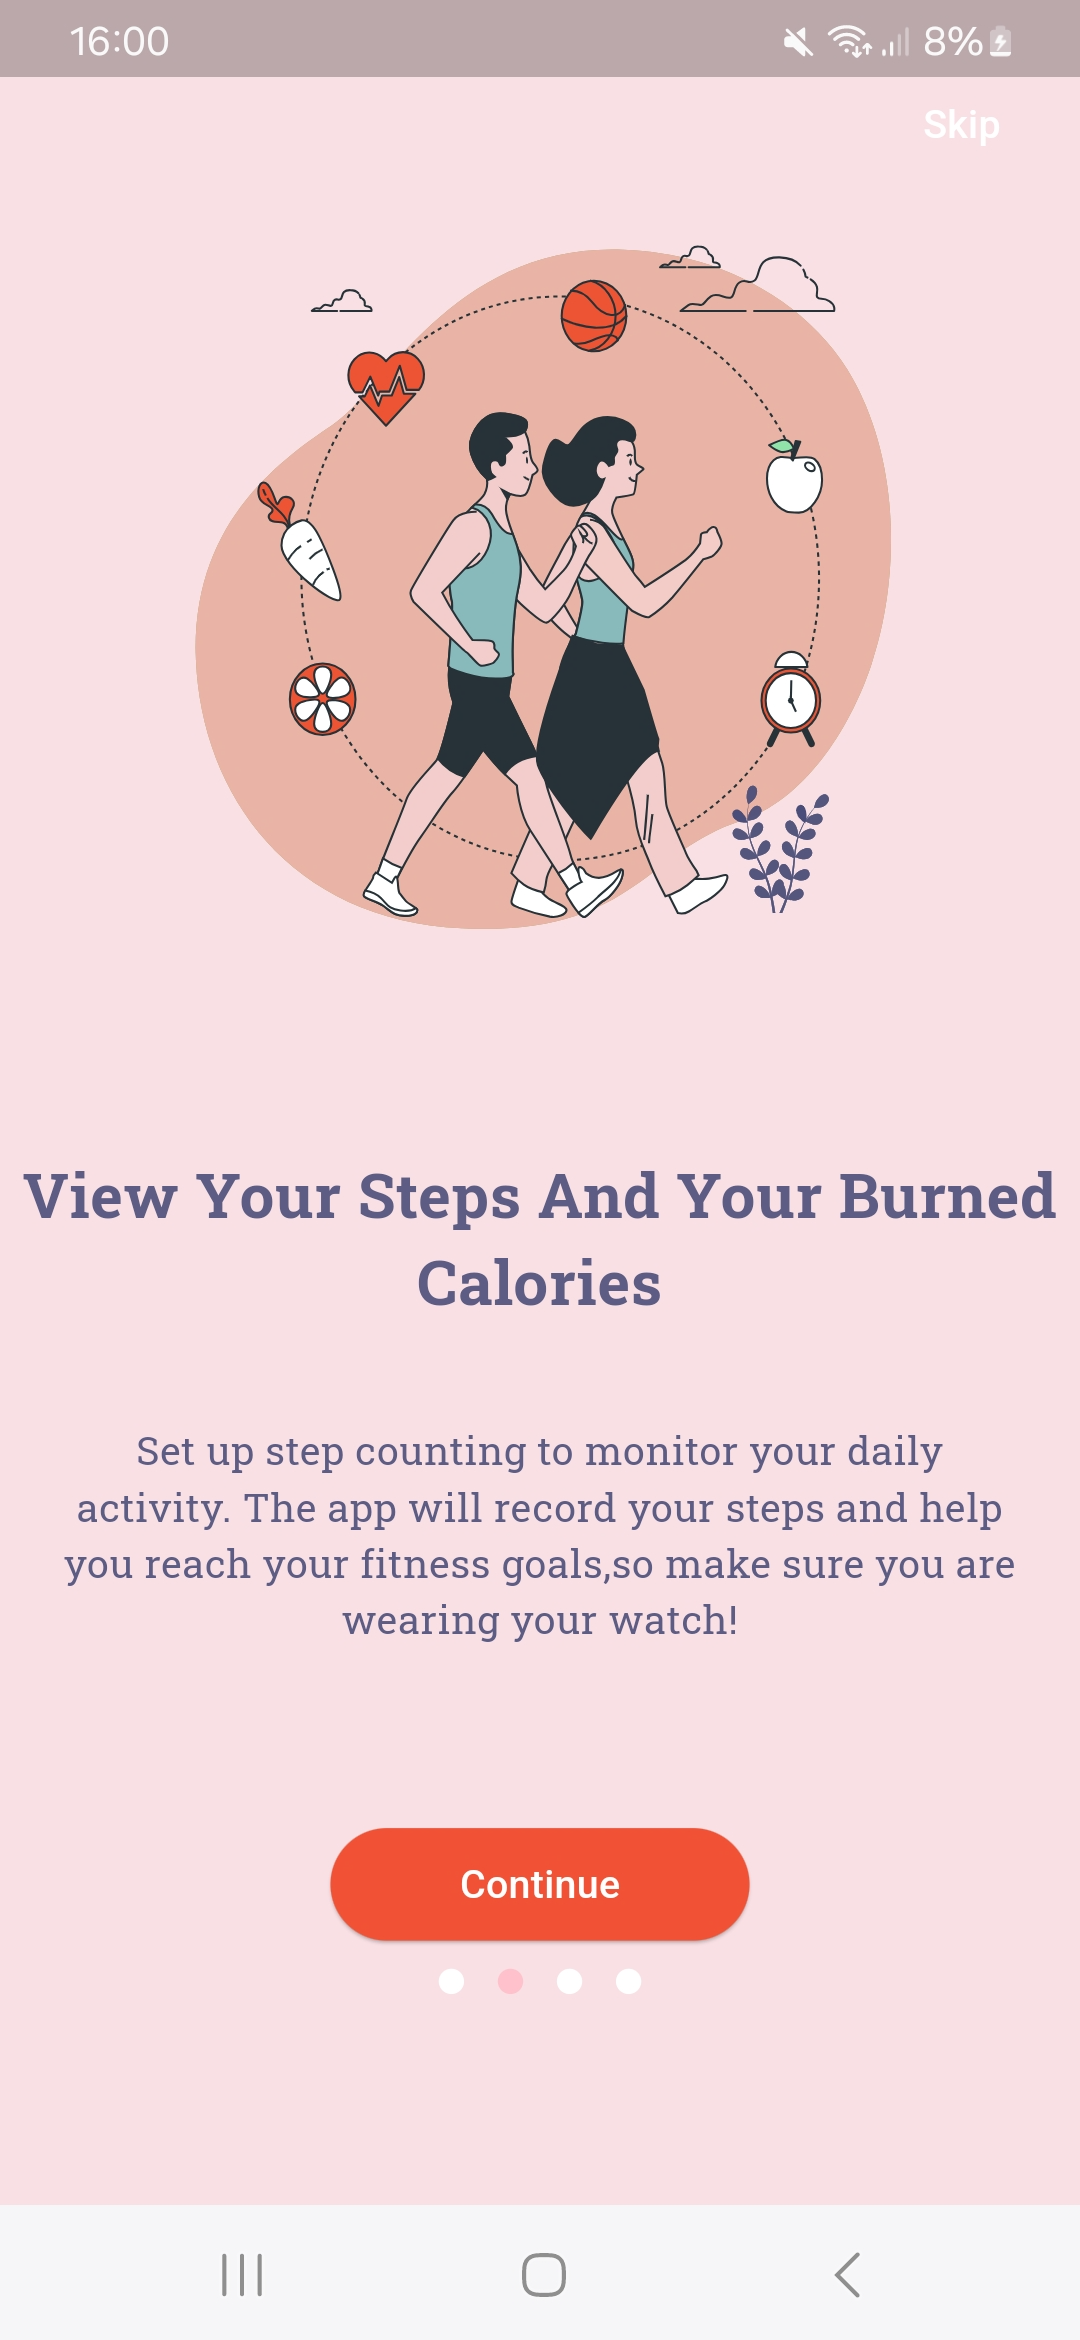 16:00 8%
Skip
View Your Steps And Your Burned
Calories
Set up step counting to monitor your daily
activity. The app will record your steps and help
you reach your fitness goals,so make sure you are
wearing your watch!
Continue